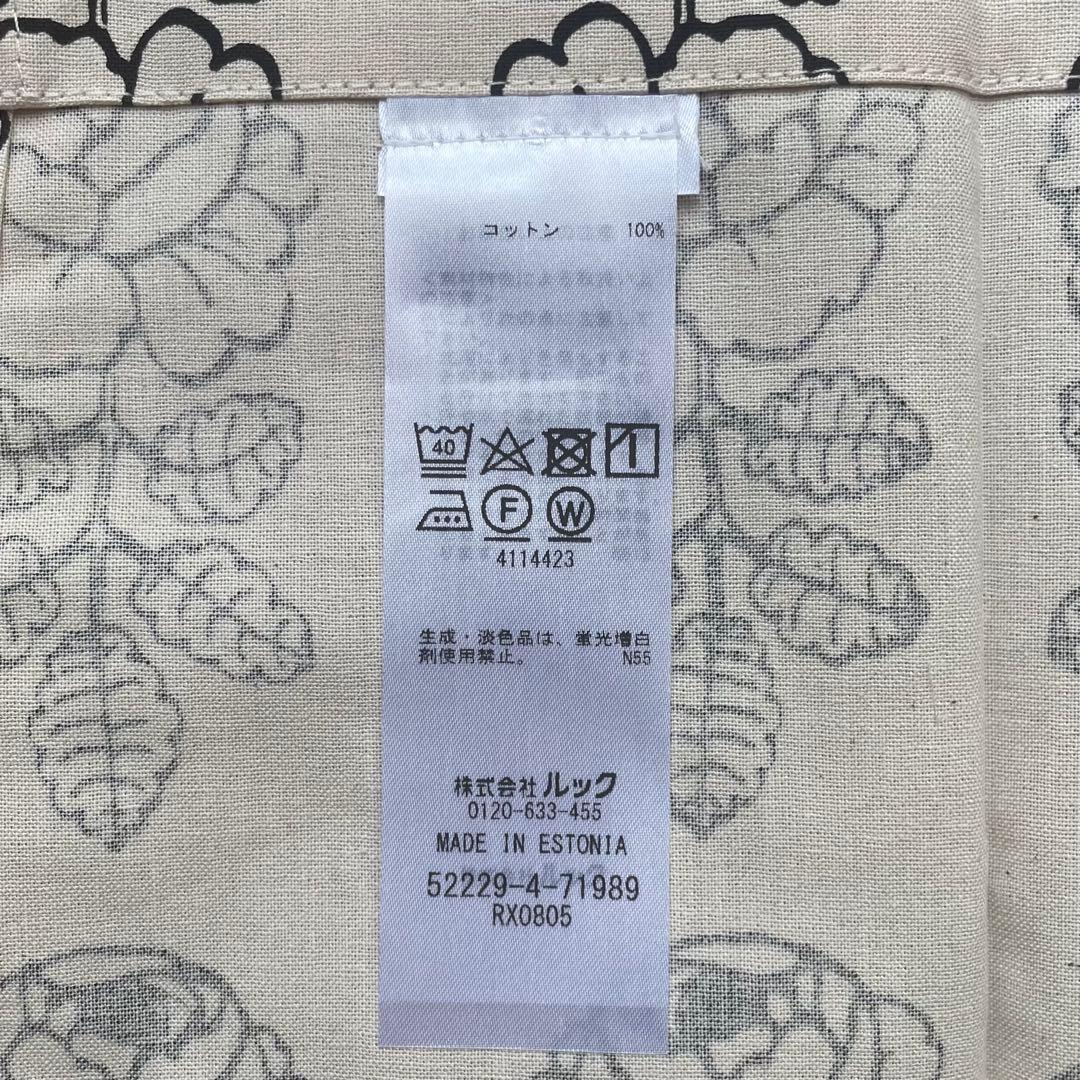 コットン 100%
40
F W
4114423
生成・淡色品は、蛍光増白
剤使用禁止。 N55
株式会社 ルック
0120-633-455
MADE IN ESTONIA
52229-4-71989
RX0805